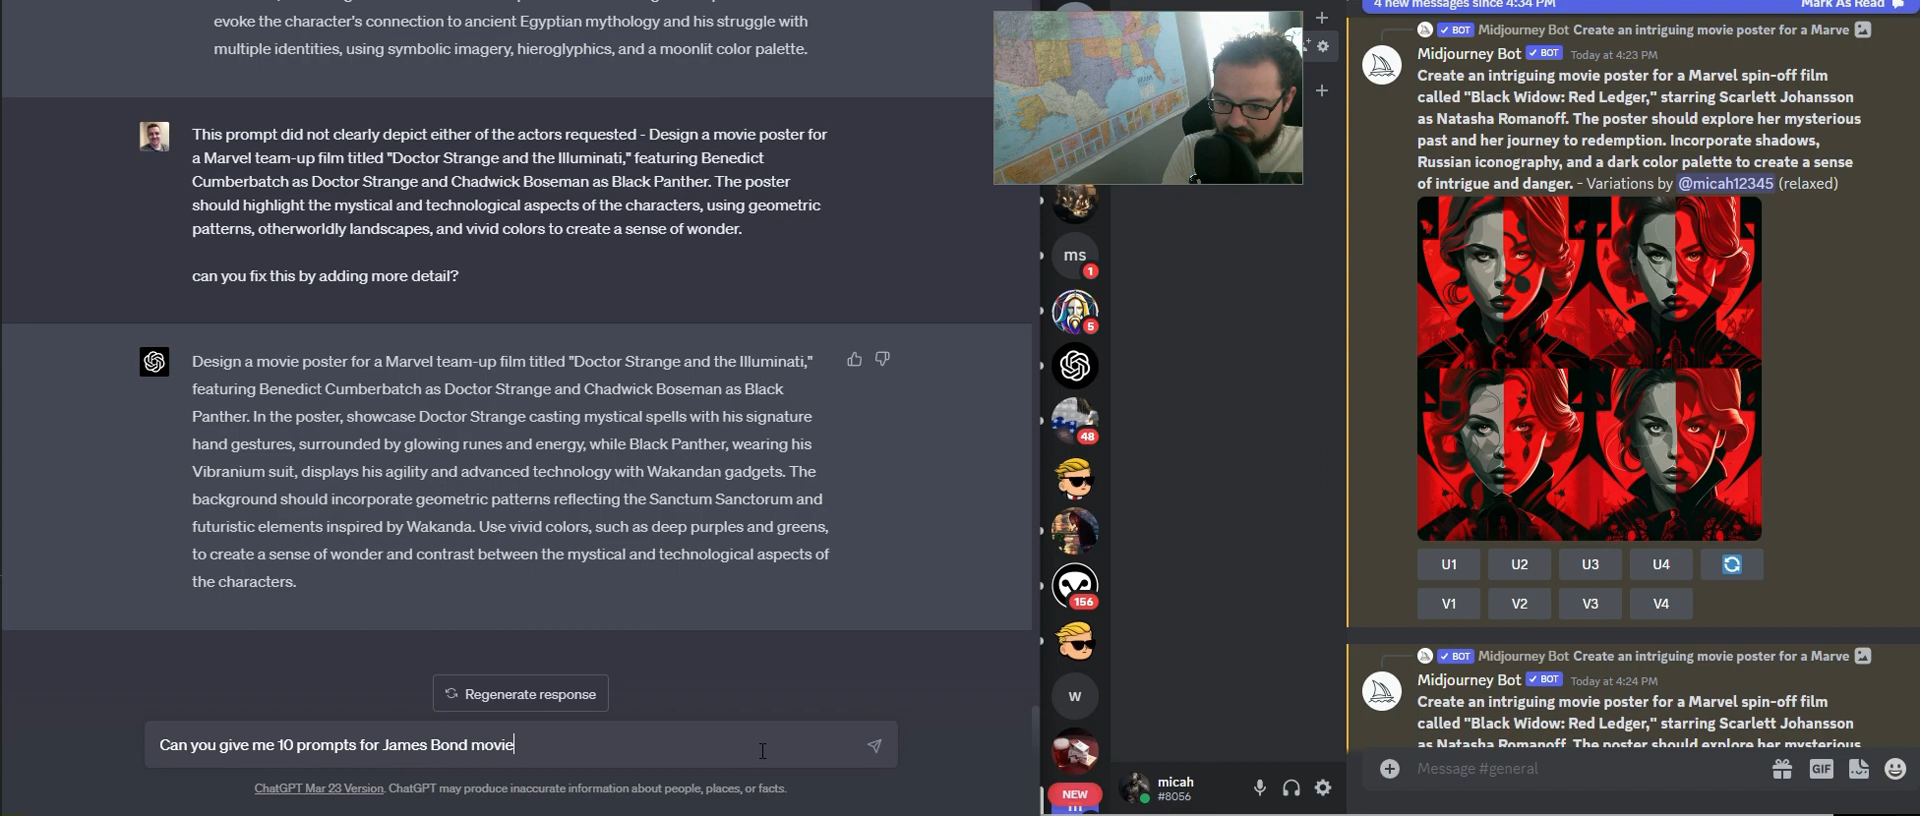 evoke the character's connection to ancient Egyptian mythology and his struggle with
multiple identities, using symbolic imagery, hieroglyphics, and a moonlit color palette.
This prompt did not clearly depict either of the actors requested - Design a movie poster for
a Marvel team-up film titled "Doctor Strange and the Illuminati," featuring Benedict
Cumberbatch as Doctor Strange and Chadwick Boseman as Black Panther. The poster
should highlight the mystical and technological aspects of the characters, using geometric
patterns, otherworldly landscapes, and vivid colors to create a sense of wonder.
can you fix this by adding more detail?
Design a movie poster for a Marvel team-up film titled "Doctor Strange and the Illuminati,"
featuring Benedict Cumberbatch as Doctor Strange and Chadwick Boseman as Black
Panther. In the poster, showcase Doctor Strange casting mystical spells with his signature
hand gestures, surrounded by glowing runes and energy, while Black Panther, wearing his
Vibranium suit, displays his agility and advanced technology with Wakandan gadgets. The
background should incorporate geometric patterns reflecting the Sanctum Sanctorum and
futuristic elements inspired by Wakanda. Use vivid colors, such as deep purples and greens,
to create a sense of wonder and contrast between the mystical and technological aspects of
the characters.
Regenerate response
Can you give me 10 prompts for James Bond movie
ChatGPT Mar 23 Version. ChatGPT may produce inaccurate information about people, places, or facts.
ms
1
5
48
156
W
NEW
micah
#8056
4 new messages since 4:34 PM
Mark As Read
BOT Midjourney Bot Create an intriguing movie poster for a Marve
Midjourney Bot BOT Today at 4:23 PM
Create an intriguing movie poster for a Marvel spin-off film
called "Black Widow: Red Ledger," starring Scarlett Johansson
as Natasha Romanoff. The poster should explore her mysterious
past and her journey to redemption. Incorporate shadows,
Russian iconography, and a dark color palette to create a sense
of intrigue and danger. - Variations by @micah12345 (relaxed)
U1 U2 U3 U4
V1 V2 V3 V4
BOT Midjourney Bot Create an intriguing movie poster for a Marve
Midjourney Bot BOT Today at 4:24 PM
Create an intriguing movie poster for a Marvel spin-off film
called "Black Widow: Red Ledger," starring Scarlett Johansson
as Natasha Romanoff. The poster should explore her mysterious
Message #general
GIF